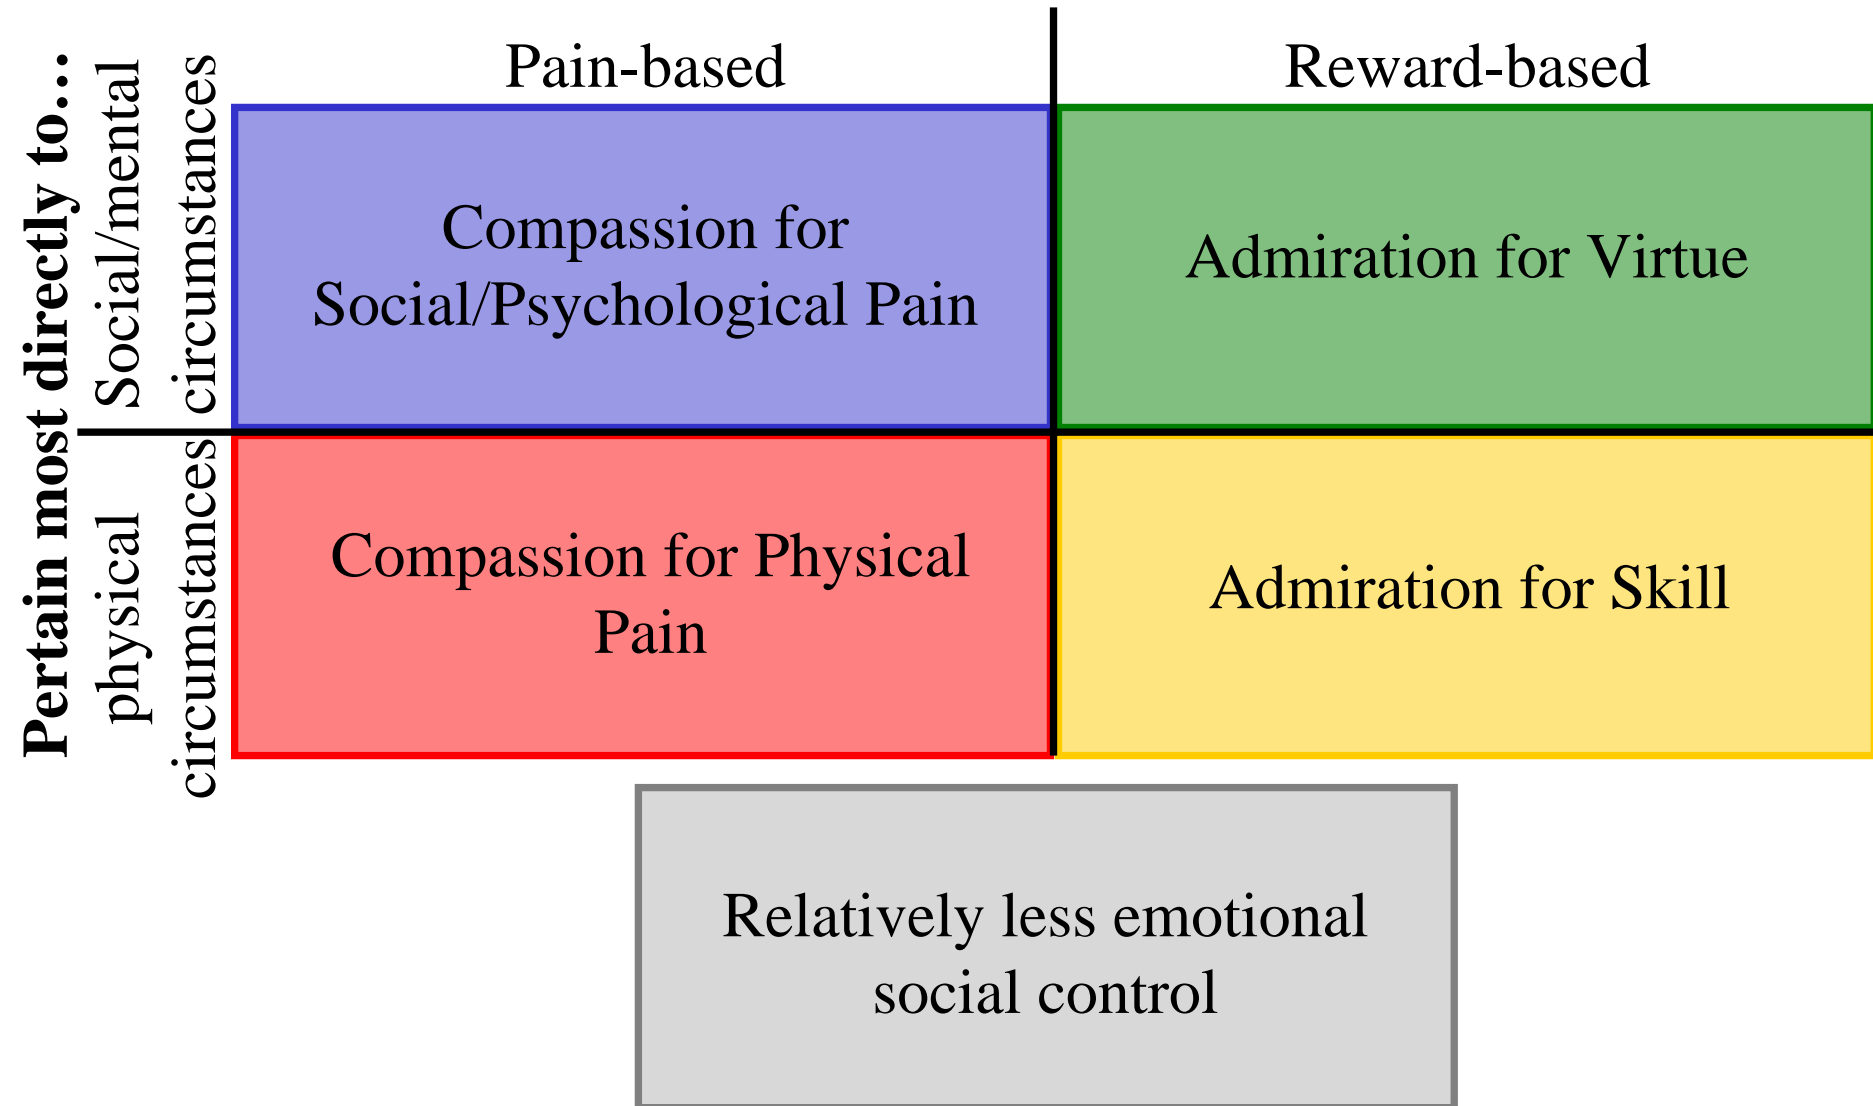 Pertain most directly to...
Social/mental
circumstances
physical
circumstances
Pain-based
Reward-based
Compassion for
Social/Psychological Pain
Admiration for Virtue
Compassion for Physical
Pain
Admiration for Skill
Relatively less emotional
social control